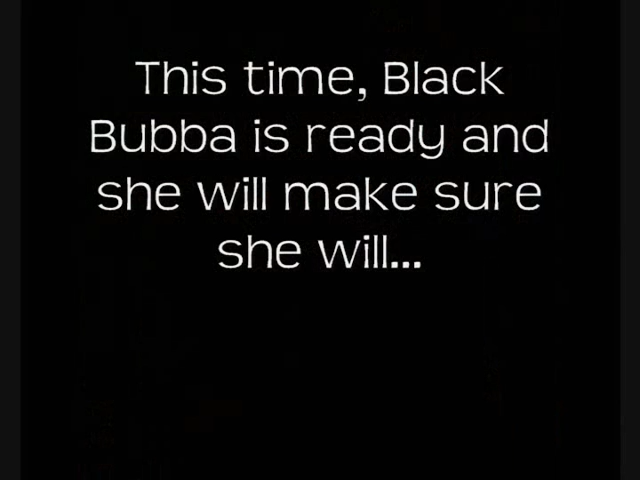 This time, Black
Bubba is ready and
she will make sure
she will...